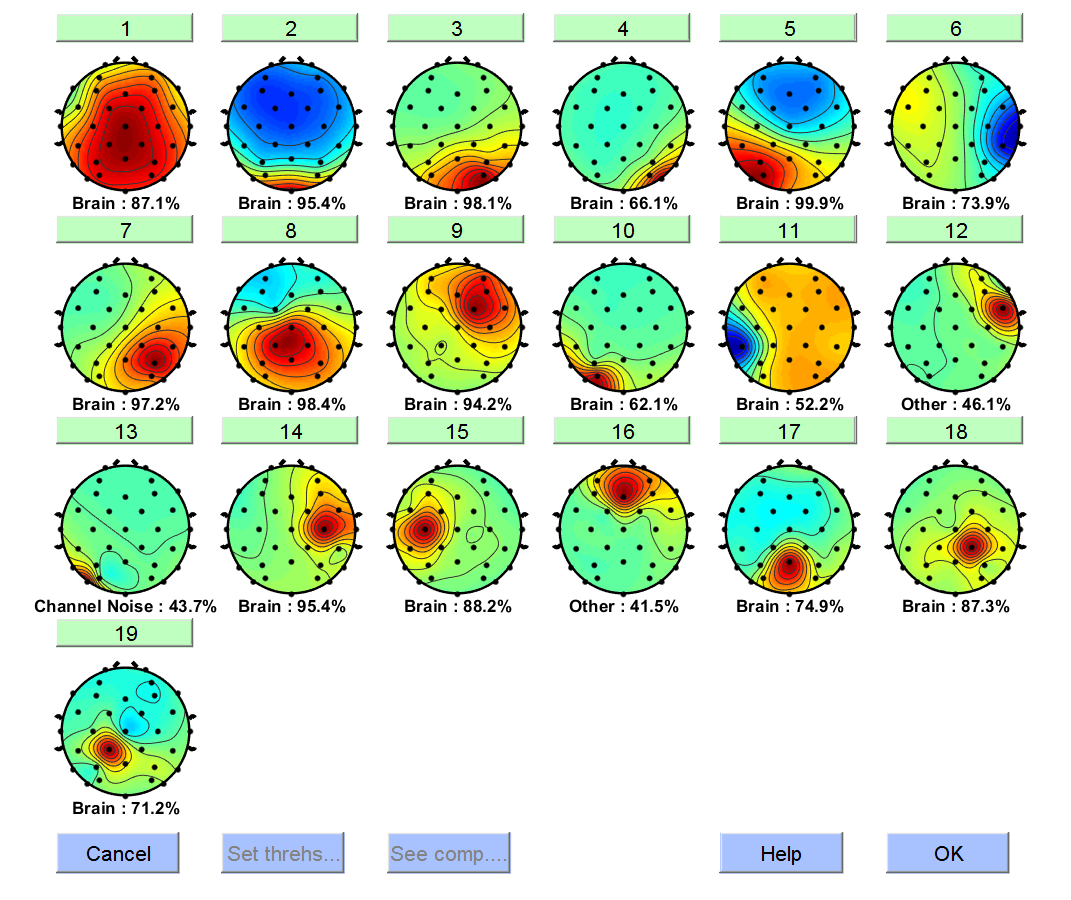 1 2 3 4 5 6
Brain : 87.1% Brain : 95.4% Brain : 98.1% Brain : 66.1% Brain : 99.9% Brain : 73.9%
7 8 9 10 11 12
Brain : 97.2% Brain : 98.4% Brain : 94.2% Brain : 62.1% Brain : 52.2% Other : 46.1%
13 14 15 16 17 18
Channel Noise : 43.7% Brain : 95.4% Brain : 88.2% Other : 41.5% Brain : 74.9% Brain : 87.3%
19
Brain : 71.2%
Cancel Set threhs... See comp.... Help OK